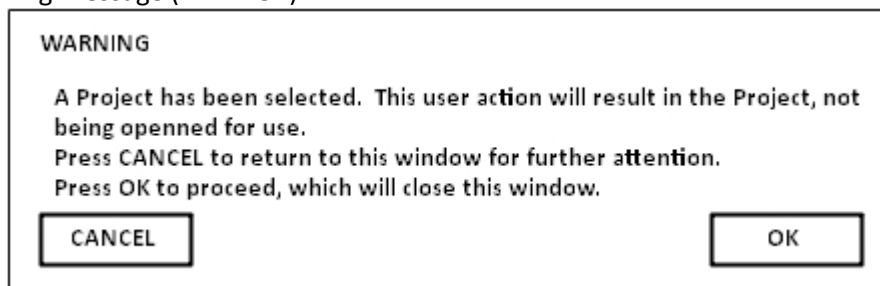 WARNING
A Project has been selected. This user action will result in the Project, not
being openned for use.
Press CANCEL to return to this window for further attention.
Press OK to proceed, which will close this window.
CANCEL OK